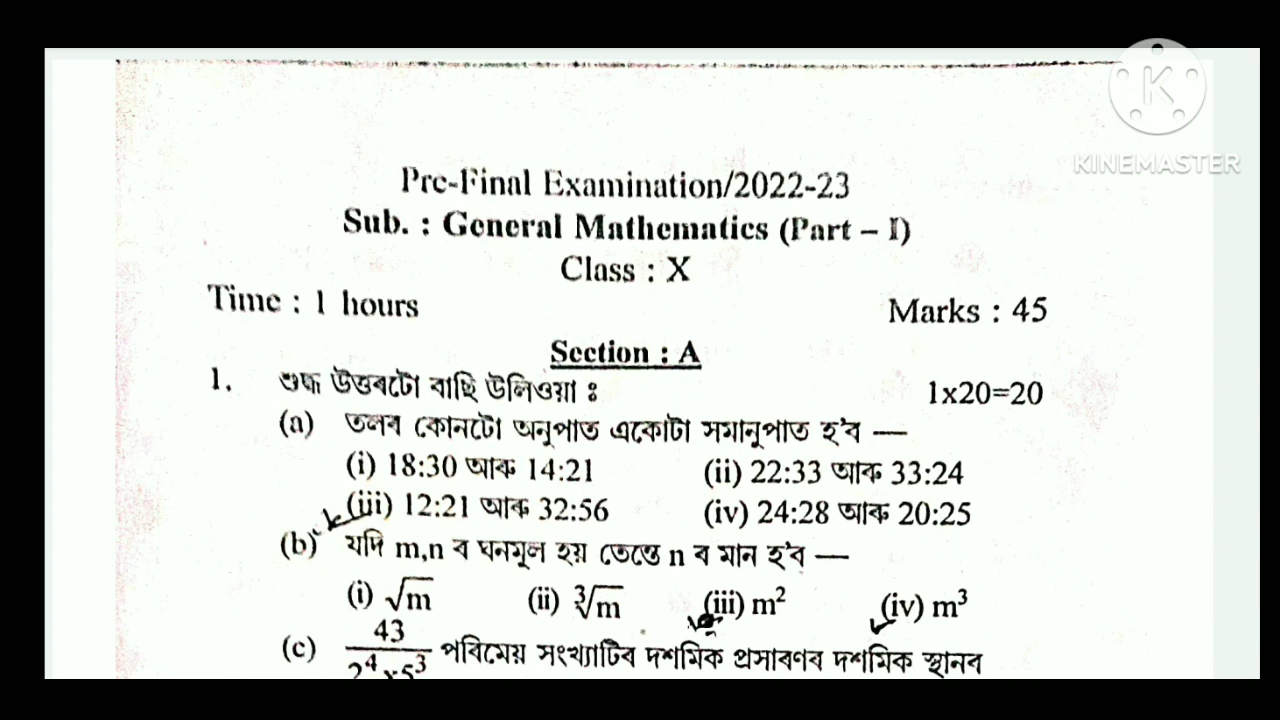 KINEMASTER
Pre-Final Examination/2022-23
Sub. : General Mathematics (Part – I)
Class : X
Time : 1 hours Marks : 45
Section : A
1. শুদ্ধ উত্তৰটো বাছি উলিওয়া ঃ 1x20=20
(a) তলৰ কোনটো অনুপাত একোটা সমানুপাত হ'ব —
(i) 18:30 আৰু 14:21 (ii) 22:33 আৰু 33:24
(iii) 12:21 আৰু 32:56 (iv) 24:28 আৰু 20:25
(b) যদি m,n ৰ ঘনমূল হয় তেন্তে n ৰ মান হ'ব —
(i) √m (ii) ∛m (iii) m² (iv) m³
(c) 43/2⁴x5³ পৰিমেয় সংখ্যাটিৰ দশমিক প্ৰসাৰণৰ দশমিক স্থানৰ